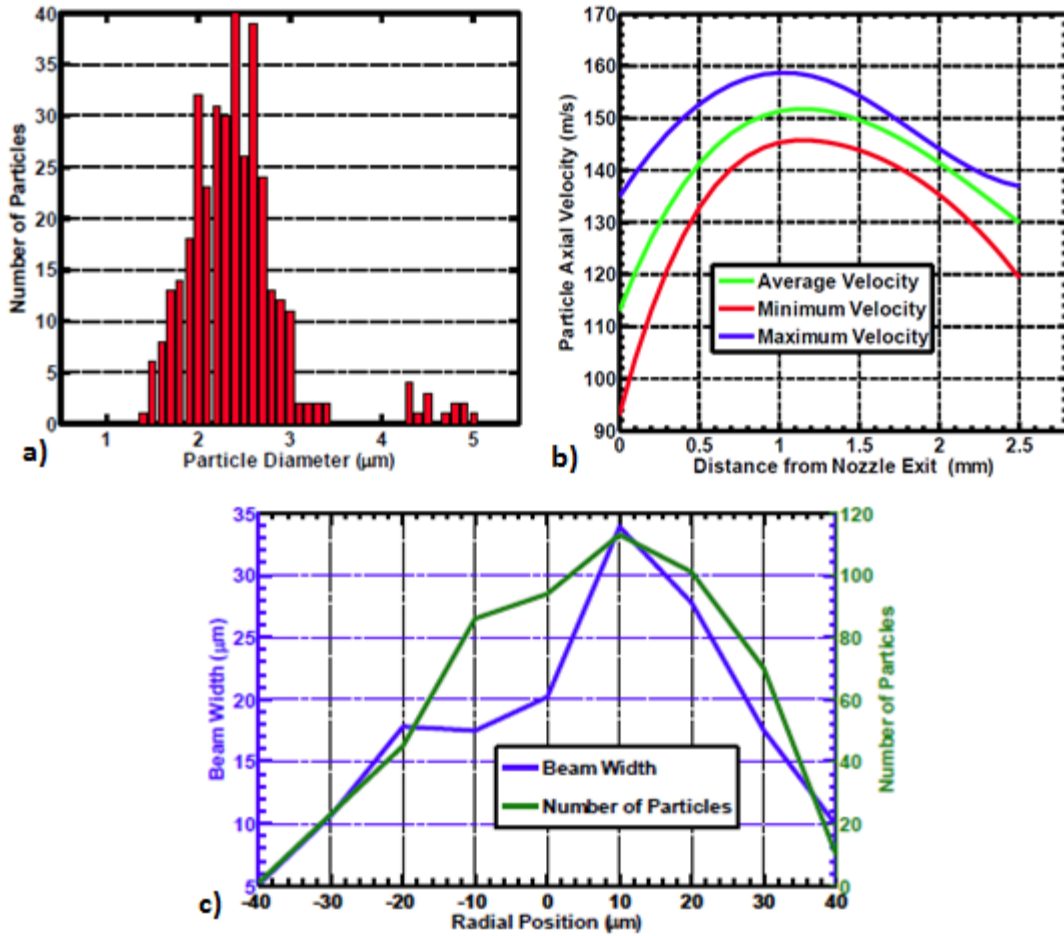 40
35
30
25
20
15
10
5
0
Number of Particles
1 2 3 4 5
Particle Diameter (μm)
a)
170
160
150
140
130
120
110
100
90
Particle Axial Velocity (m/s)
Average Velocity
Minimum Velocity
Maximum Velocity
0 0.5 1 1.5 2 2.5
Distance from Nozzle Exit (mm)
b)
35
30
25
20
15
10
5
Beam Width (μm)
120
100
80
60
40
20
0
Number of Particles
Beam Width
Number of Particles
-40 -30 -20 -10 0 10 20 30 40
Radial Position (μm)
c)